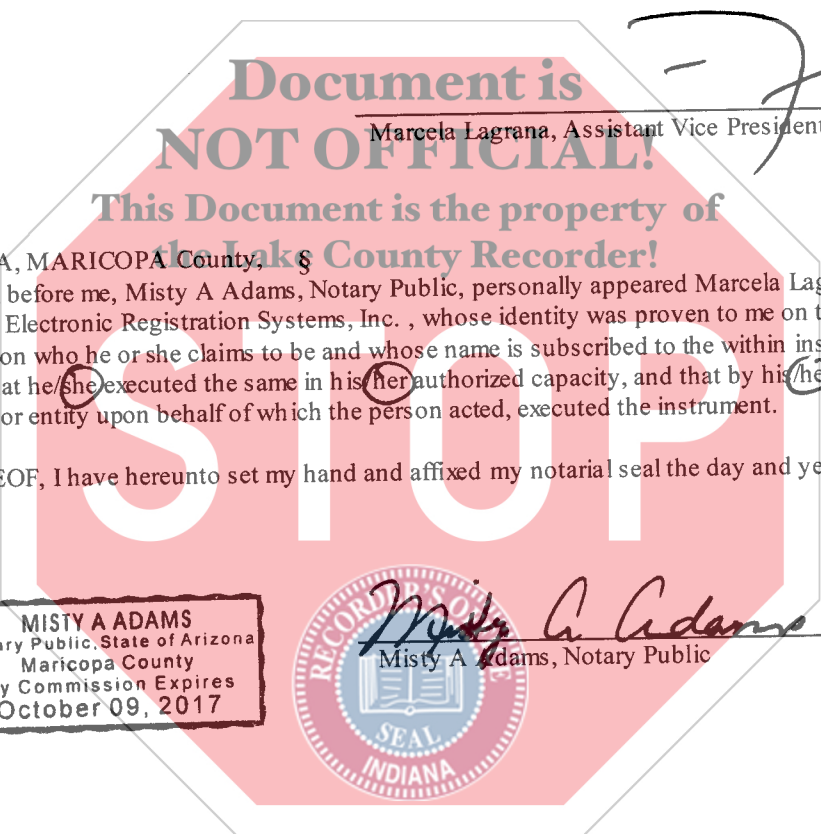 Document is
Marcela Lagrana, Assistant Vice President
NOT OFFICIAL!
This Document is the property of
the Lake County Recorder!
A, MARICOPA County, §
before me, Misty A Adams, Notary Public, personally appeared Marcela Lag
Electronic Registration Systems, Inc. , whose identity was proven to me on t
on who he or she claims to be and whose name is subscribed to the within ins
at he/she executed the same in his/her authorized capacity, and that by his/he
or entity upon behalf of which the person acted, executed the instrument.
EOF, I have hereunto set my hand and affixed my notarial seal the day and ye
STOP
MISTY A ADAMS
ary Public, State of Arizona
Maricopa County
y Commission Expires
October 09, 2017
Misty A Adams
Misty A Adams, Notary Public
RECORDER'S OFFICE
SEAL
INDIANA